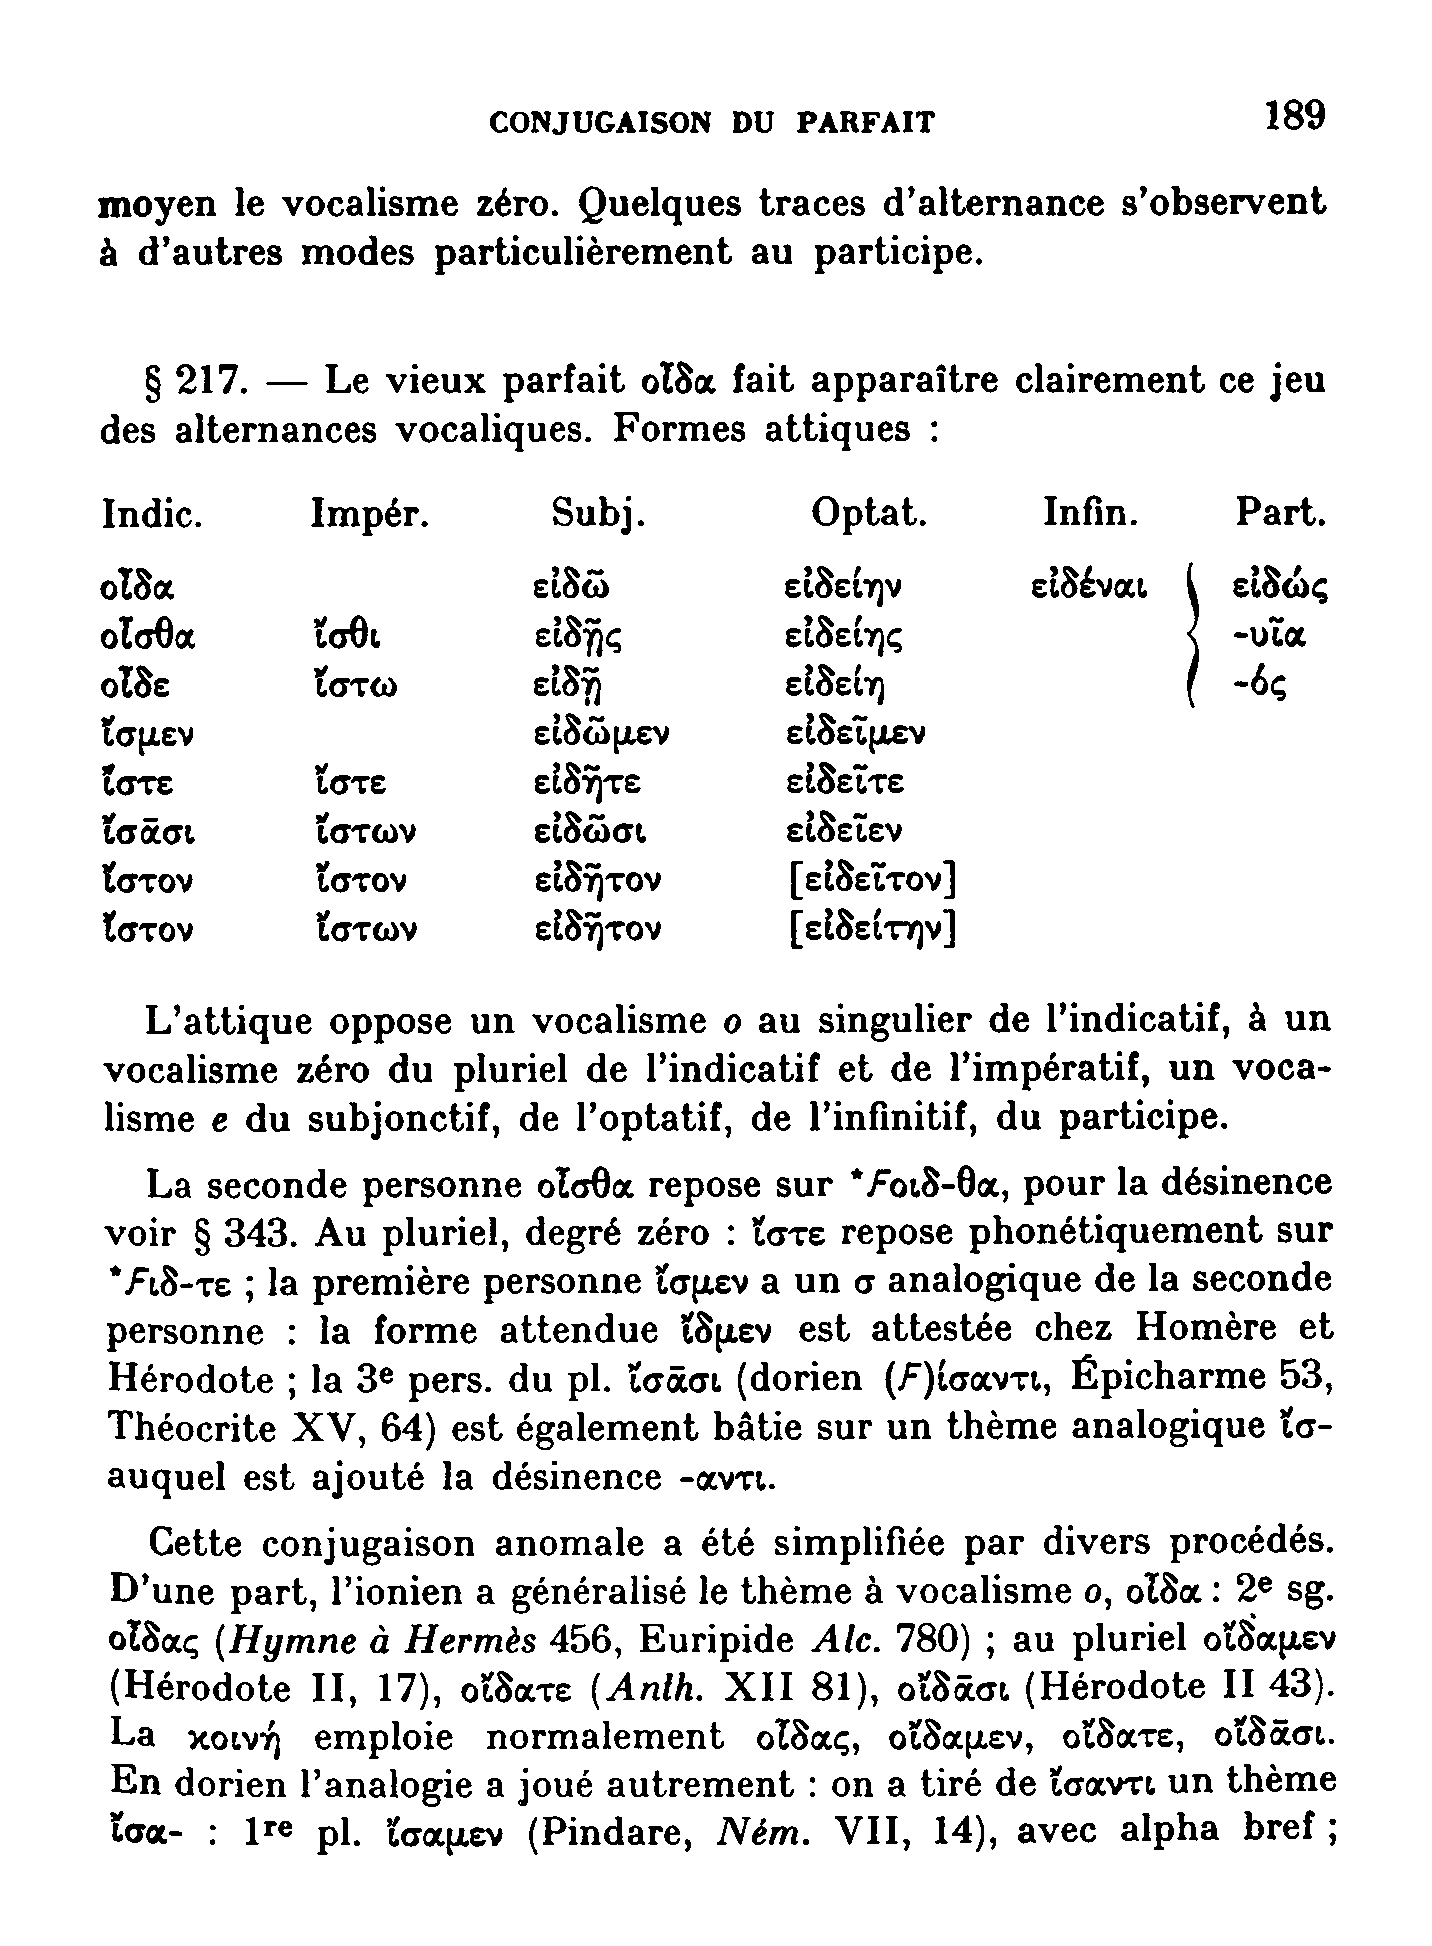 CONJUGAISON DU PARFAIT 189
moyen le vocalisme zéro. Quelques traces d'alternance s'observent
à d'autres modes particulièrement au participe.
§ 217. — Le vieux parfait οἶδα fait apparaître clairement ce jeu
des alternances vocaliques. Formes attiques :
Indic. Impér. Subj. Optat. Infin. Part.
οἶδα εἰδῶ εἰδείην εἰδέναι { εἰδώς
οἶσθα ἴσθι εἰδῇς εἰδείης -υῖα
οἶδε ἴστω εἰδῇ εἰδείη -ός
ἴσμεν εἰδῶμεν εἰδεῖμεν
ἴστε ἴστε εἰδῆτε εἰδεῖτε
ἴσᾱσι ἴστων εἰδῶσι εἰδεῖεν
ἴστον ἴστον εἰδῆτον [εἰδεῖτον]
ἴστον ἴστων εἰδῆτον [εἰδείτην]
L'attique oppose un vocalisme o au singulier de l'indicatif, à un
vocalisme zéro du pluriel de l'indicatif et de l'impératif, un voca-
lisme e du subjonctif, de l'optatif, de l'infinitif, du participe.
La seconde personne οἶσθα repose sur *Ϝοιδ-θα, pour la désinence
voir § 343. Au pluriel, degré zéro : ἴστε repose phonétiquement sur
*Ϝιδ-τε ; la première personne ἴσμεν a un σ analogique de la seconde
personne : la forme attendue ἴδμεν est attestée chez Homère et
Hérodote ; la 3e pers. du pl. ἴσᾱσι (dorien (Ϝ)ίσαντι, Épicharme 53,
Théocrite XV, 64) est également bâtie sur un thème analogique ἴσ-
auquel est ajouté la désinence -αντι.
Cette conjugaison anomale a été simplifiée par divers procédés.
D'une part, l'ionien a généralisé le thème à vocalisme o, οἶδα : 2e sg.
οἶδας (Hymne à Hermès 456, Euripide Alc. 780) ; au pluriel οἴδαμεν
(Hérodote II, 17), οἴδατε (Anth. XII 81), οἴδᾱσι (Hérodote II 43).
La κοινή emploie normalement οἶδας, οἴδαμεν, οἴδατε, οἴδᾱσι.
En dorien l'analogie a joué autrement : on a tiré de ἴσαντι un thème
ἴσα- : 1re pl. ἴσαμεν (Pindare, Ném. VII, 14), avec alpha bref ;